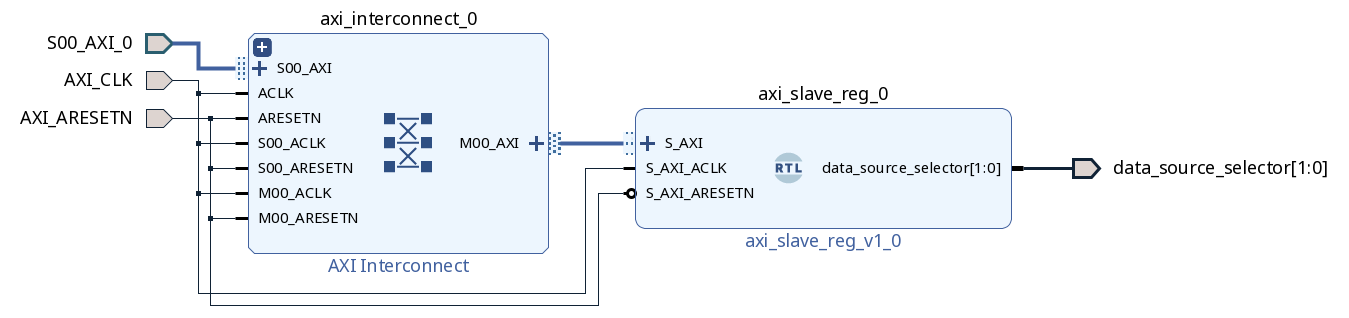 axi_interconnect_0
S00_AXI_0
AXI_CLK
AXI_ARESETN
S00_AXI
ACLK
ARESETN
S00_ACLK
S00_ARESETN
M00_ACLK
M00_ARESETN
M00_AXI
AXI Interconnect
axi_slave_reg_0
S_AXI
S_AXI_ACLK
S_AXI_ARESETN
RTL
data_source_selector[1:0]
axi_slave_reg_v1_0
data_source_selector[1:0]